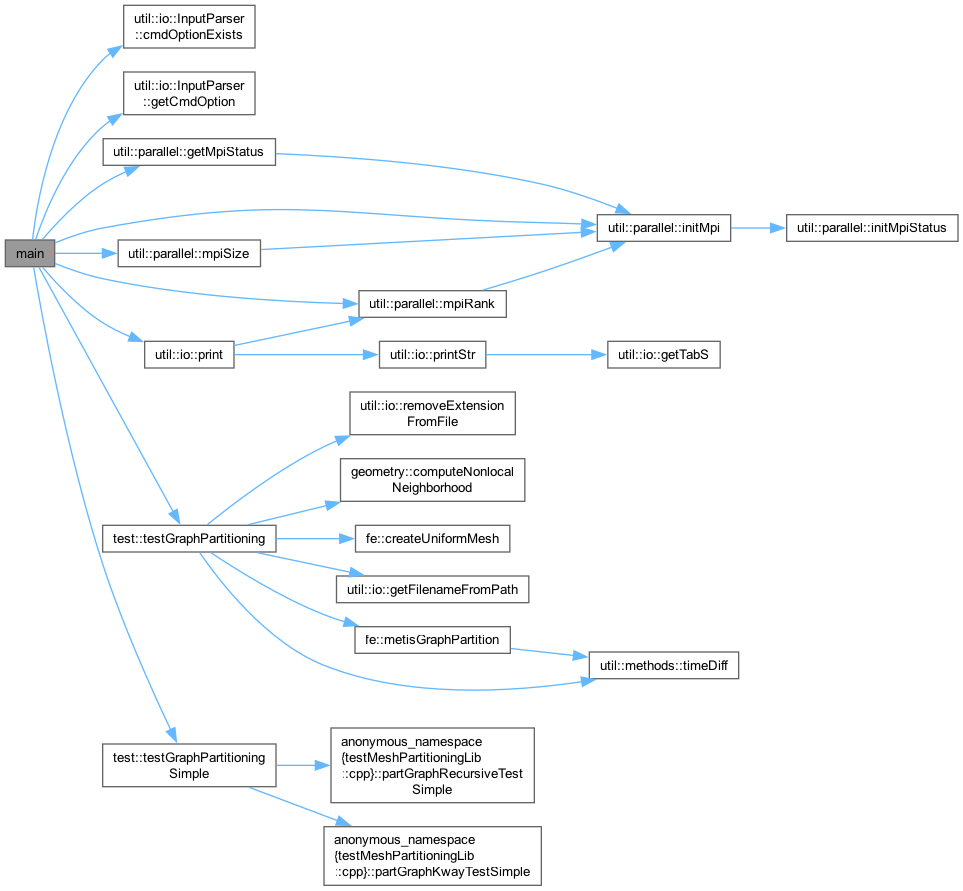 util::io::InputParser
::cmdOptionExists
util::io::InputParser
::getCmdOption
util::parallel::getMpiStatus
util::parallel::initMpi
util::parallel::initMpiStatus
main
util::parallel::mpiSize
util::parallel::mpiRank
util::io::print
util::io::printStr
util::io::getTabS
util::io::removeExtension
FromFile
geometry::computeNonlocal
Neighborhood
test::testGraphPartitioning
fe::createUniformMesh
util::io::getFilenameFromPath
fe::metisGraphPartition
util::methods::timeDiff
test::testGraphPartitioning
Simple
anonymous_namespace
{testMeshPartitioningLib
::cpp}::partGraphRecursiveTest
Simple
anonymous_namespace
{testMeshPartitioningLib
::cpp}::partGraphKwayTestSimple